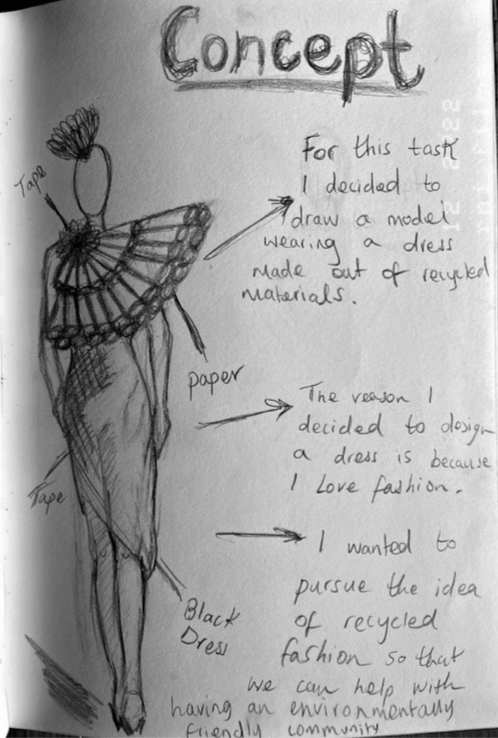 Concept
Tape
For this task
I decided to
draw a model
wearing a dress
made out of recycled
materials.
paper
The reason I
decided to design
a dress is because
I Love fashion.
Tape
I wanted to
pursue the idea
of recycled
fashion so that
we can help with
having an environmentally
friendly community
Black
Dress